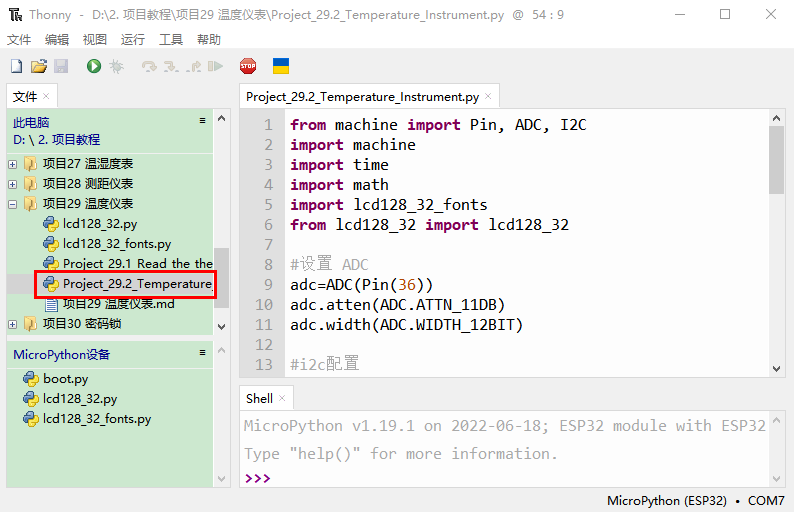 Thonny - D:\2. 项目教程\项目29 温度仪表\Project_29.2_Temperature_Instrument.py @ 54 : 9
文件 编辑 视图 运行 工具 帮助
STOP
文件 ×
此电脑
D: \ 2. 项目教程
项目27 温湿度表
项目28 测距仪表
项目29 温度仪表
lcd128_32.py
lcd128_32_fonts.py
Project 29.1 Read the the
Project_29.2_Temperature_
项目29 温度仪表.md
项目30 密码锁
MicroPython设备
boot.py
lcd128_32.py
lcd128_32_fonts.py
Project_29.2_Temperature_Instrument.py ×
1 from machine import Pin, ADC, I2C
2 import machine
3 import time
4 import math
5 import lcd128_32_fonts
6 from lcd128_32 import lcd128_32
7
8 #设置 ADC
9 adc=ADC(Pin(36))
10 adc.atten(ADC.ATTN_11DB)
11 adc.width(ADC.WIDTH_12BIT)
12
13 #i2c配置
Shell ×
MicroPython v1.19.1 on 2022-06-18; ESP32 module with ESP32
Type "help()" for more information.
>>>
MicroPython (ESP32) • COM7